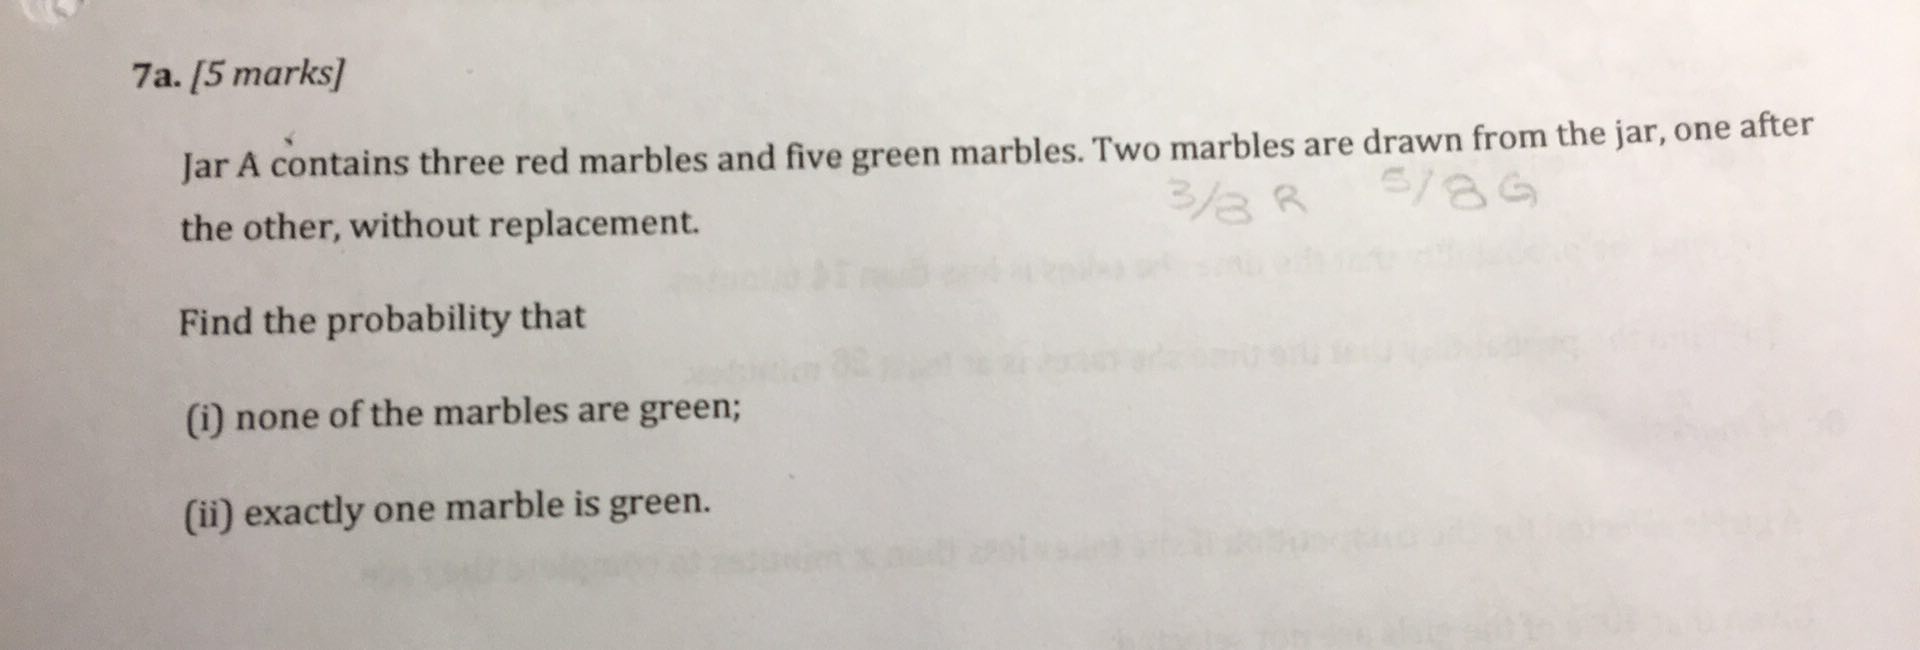 7a. [5 marks]
Jar A contains three red marbles and five green marbles. Two marbles are drawn from the jar, one after
3/8 R 5/8 G
the other, without replacement.
Find the probability that
(i) none of the marbles are green;
(ii) exactly one marble is green.